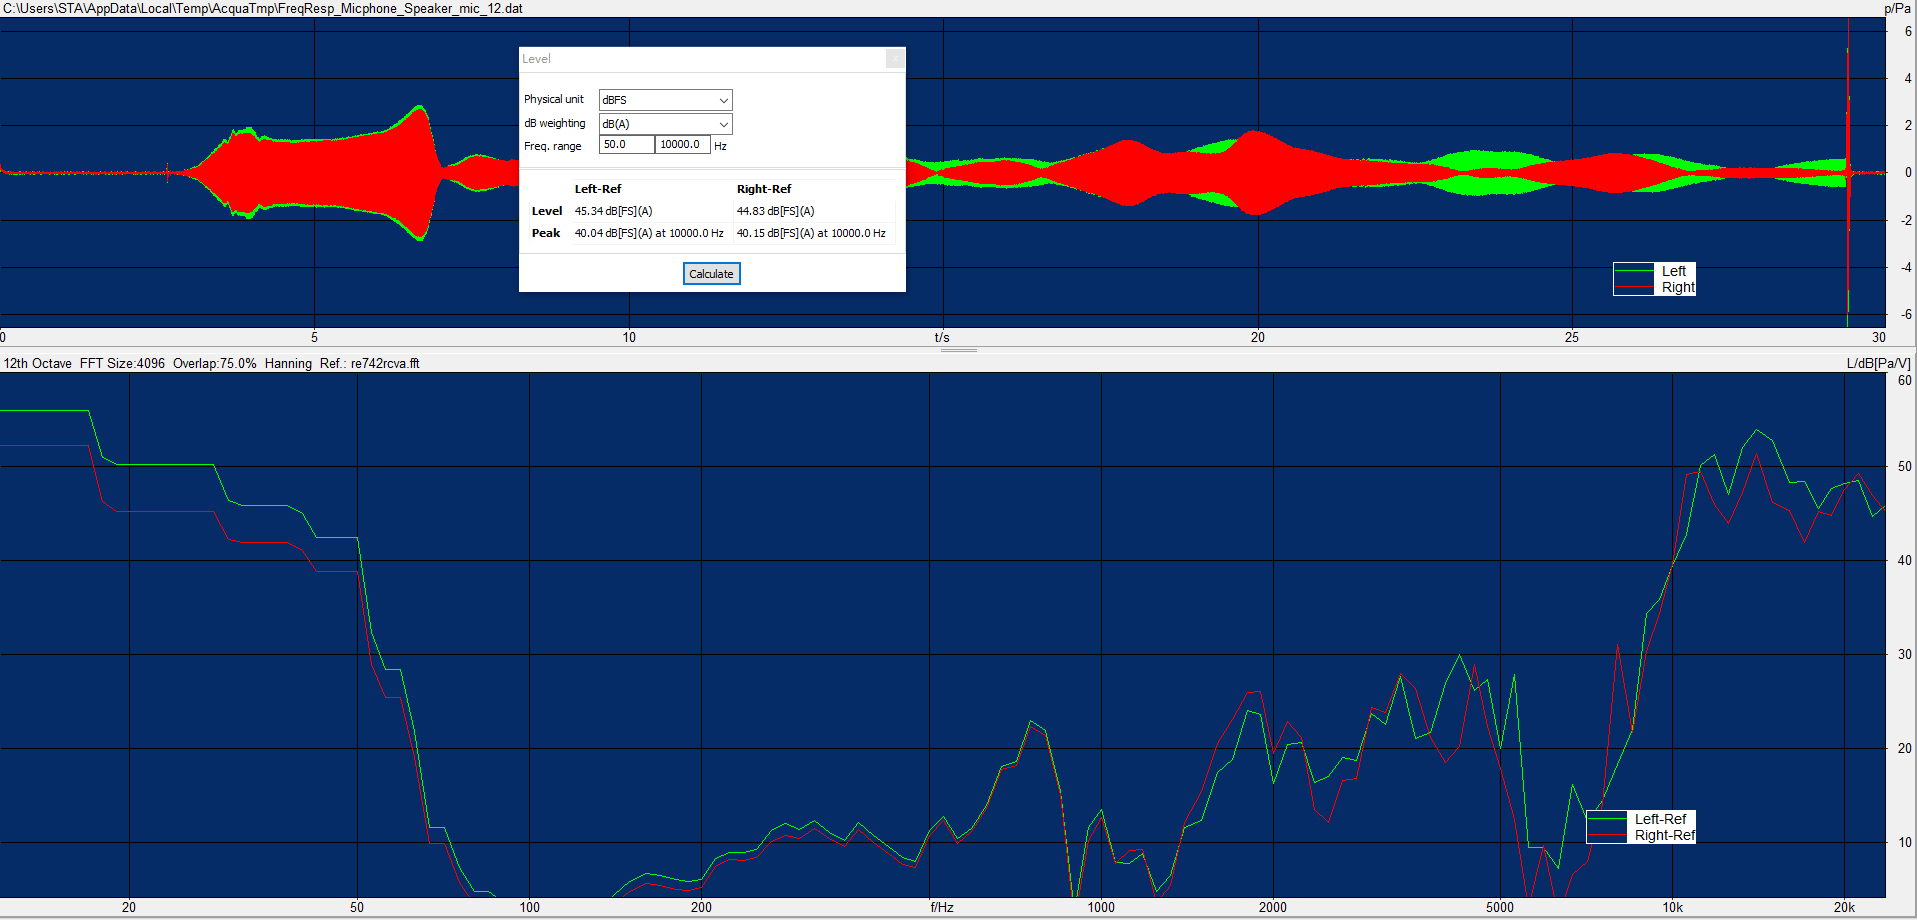 C:\Users\STA\AppData\Local\Temp\AcquaTmp\FreqResp_Micphone_Speaker_mic_12.dat p/Pa
6
4
2
0
-2
-4
-6
Level
Physical unit dBFS
dB weighting dB(A)
Freq. range 50.0 10000.0 Hz
Left-Ref Right-Ref
Level 45.34 dB[FS](A) 44.83 dB[FS](A)
Peak 40.04 dB[FS](A) at 10000.0 Hz 40.15 dB[FS](A) at 10000.0 Hz
Calculate
Left
Right
0 5 10 t/s 20 25 30
12th Octave FFT Size:4096 Overlap:75.0% Hanning Ref.: re742rcva.fft L/dB[Pa/V]
60
50
40
30
20
10
Left-Ref
Right-Ref
20 50 100 200 f/Hz 1000 2000 5000 10k 20k